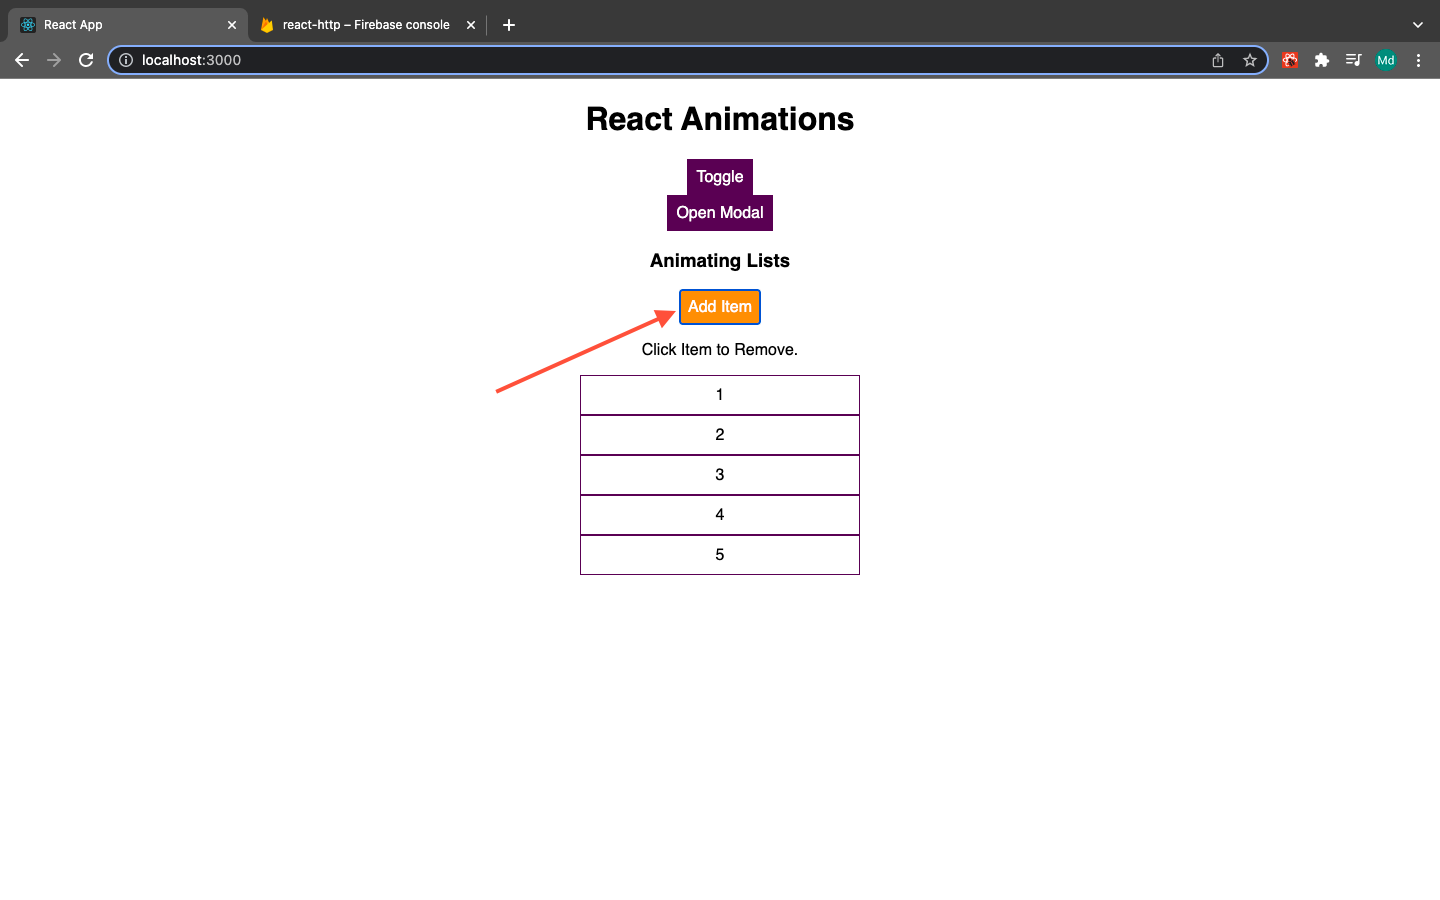 React App
react-http – Firebase console
localhost:3000
Md
React Animations
Toggle
Open Modal
Animating Lists
Add Item
Click Item to Remove.
1
2
3
4
5